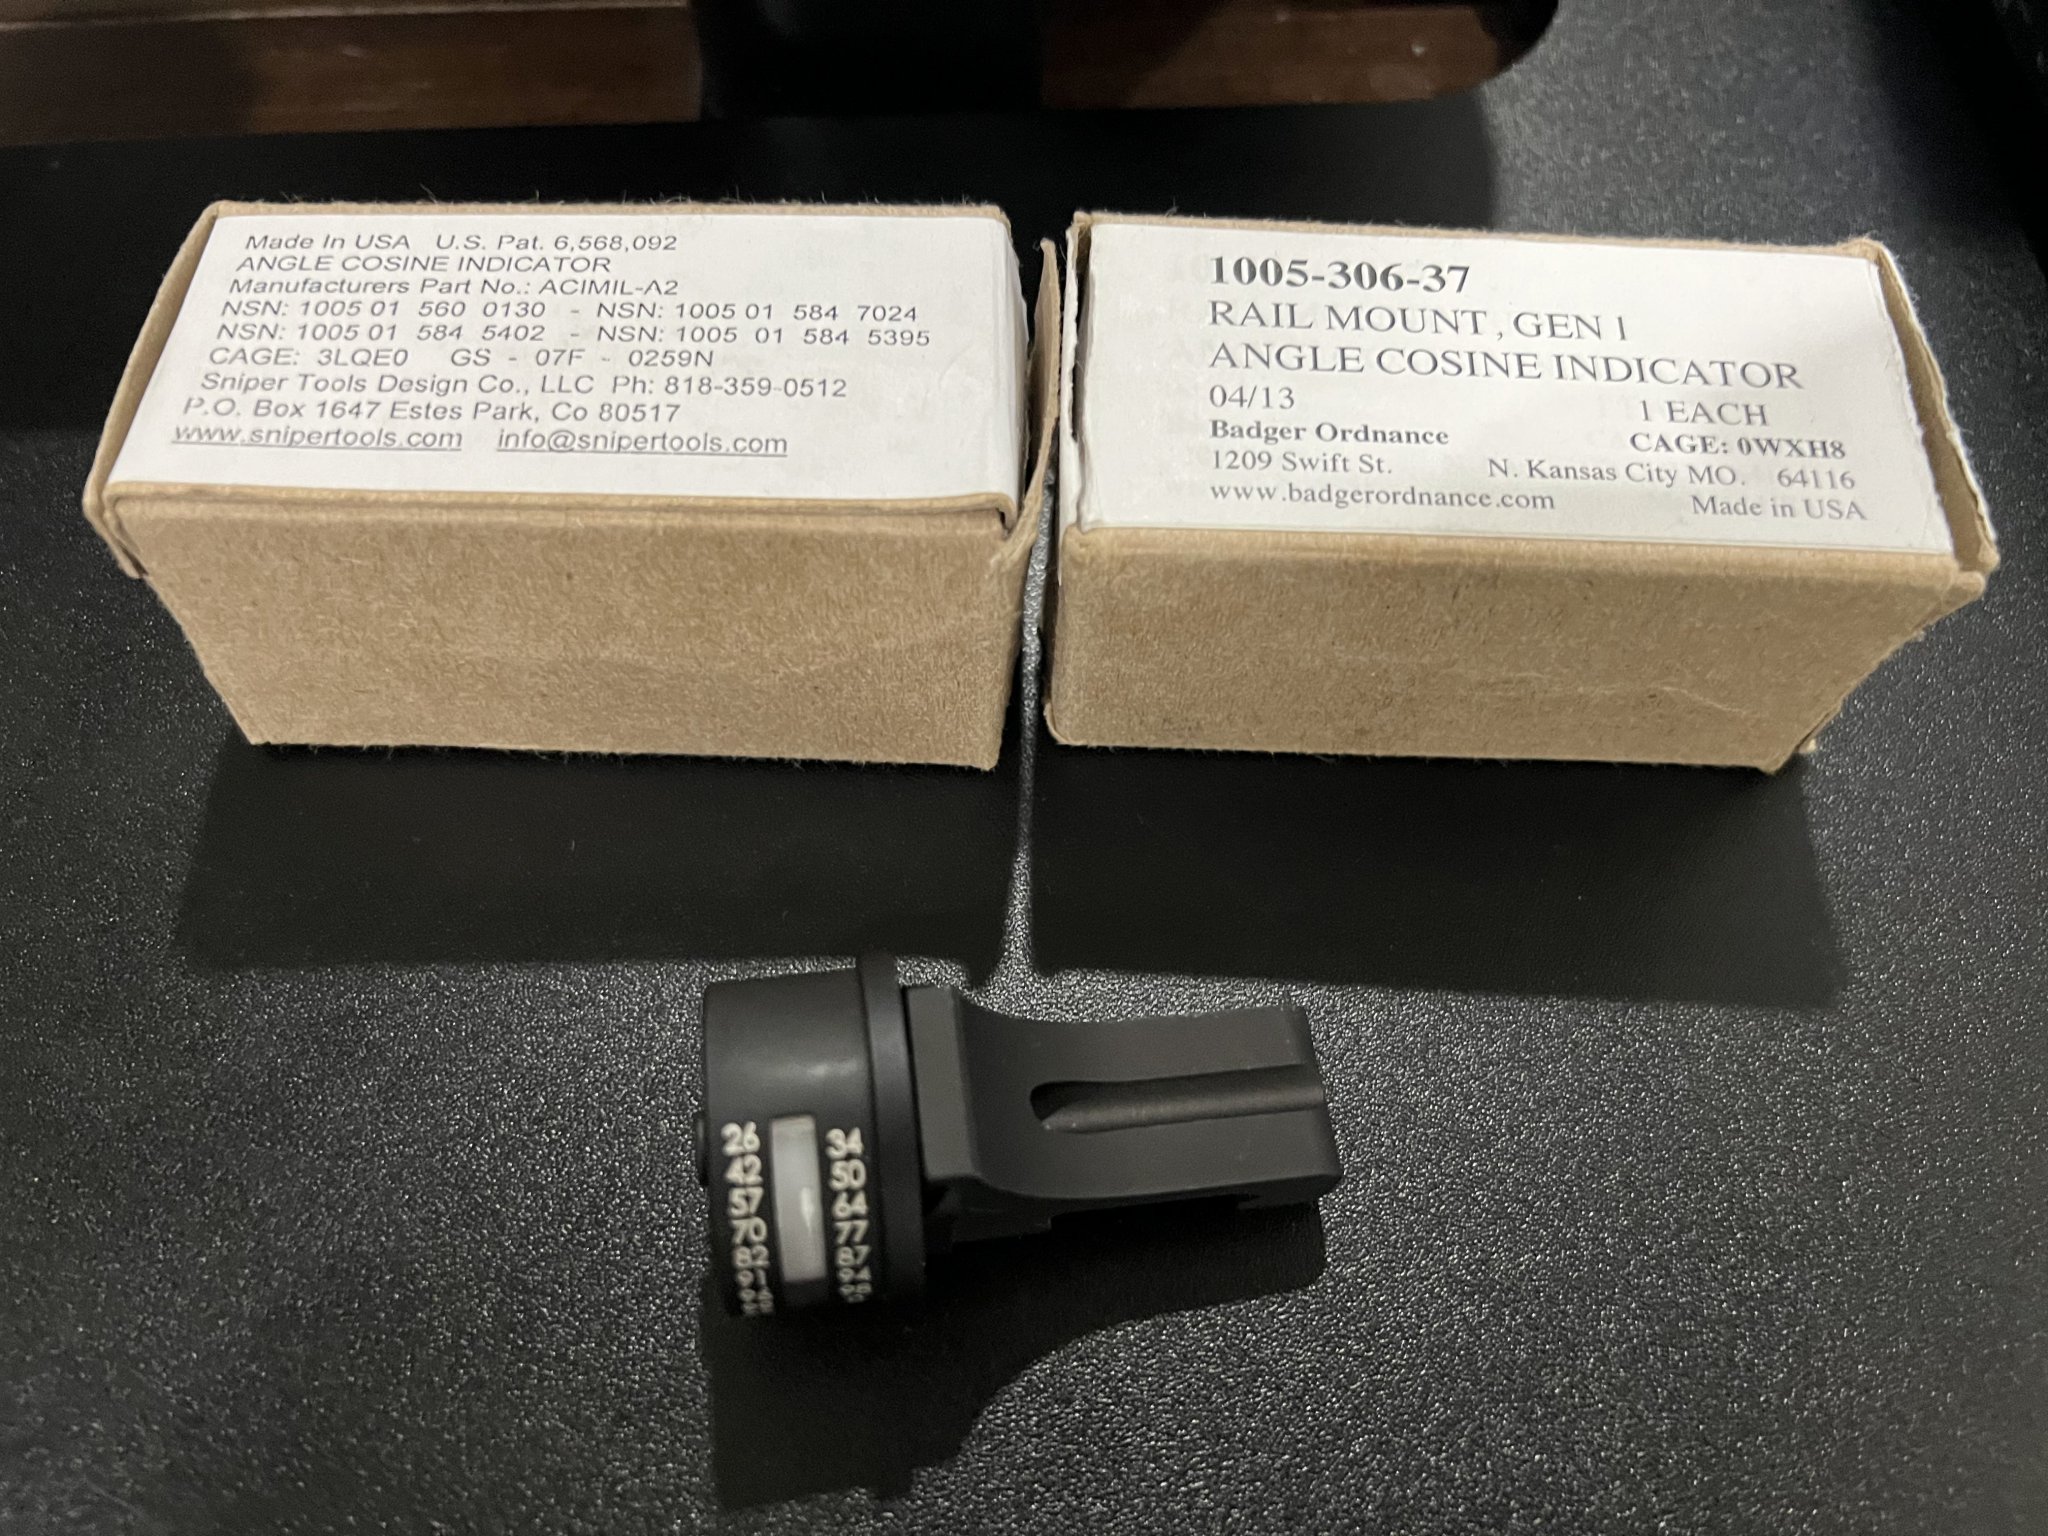 Made In USA U.S. Pat. 6,568,092
ANGLE COSINE INDICATOR
Manufacturers Part No.: ACIMIL-A2
NSN: 1005 01 560 0130 - NSN: 1005 01 584 7024
NSN: 1005 01 584 5402 - NSN: 1005 01 584 5395
CAGE: 3LQE0 GS - 07F - 0259N
Sniper Tools Design Co., LLC Ph: 818-359-0512
P.O. Box 1647 Estes Park, Co 80517
www.snipertools.com info@snipertools.com
1005-306-37
RAIL MOUNT, GEN 1
ANGLE COSINE INDICATOR
04/13 1 EACH
Badger Ordnance CAGE: 0WXH8
1209 Swift St. N. Kansas City MO. 64116
www.badgerordnance.com Made in USA
26 34
42 50
57 64
70 77
82 87
91 94
96 98